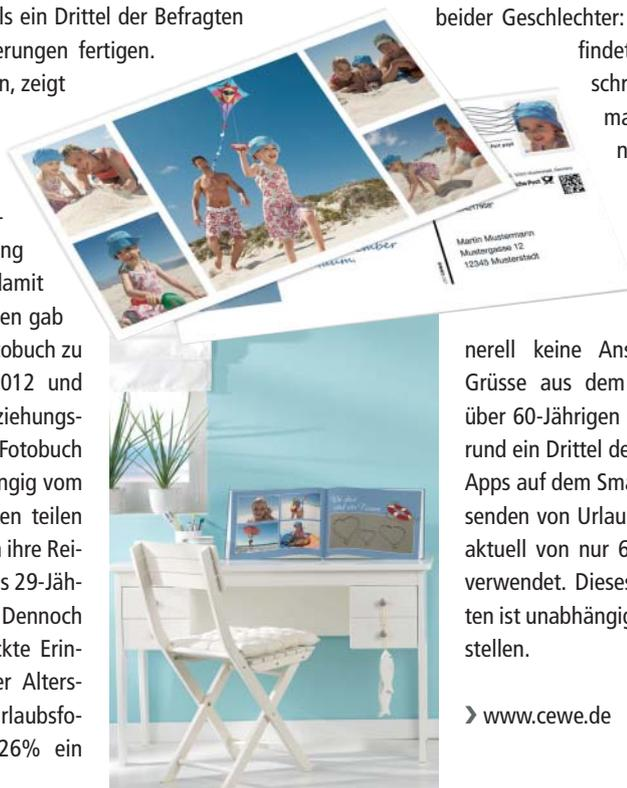 ls ein Drittel der Befragten
erungen fertigen.
n, zeigt
ng
lamit
en gab
tobuch zu
012 und
ziehungs-
Fotobuch
ngig vom
en teilen
ihre Rei-
s 29-Jäh-
Dennoch
ckte Erin-
er Alters-
rlaubsfo-
26% ein
beider Geschlechter:
findet
schr
ma
n
Martin Mustermann
Mustergasse 12
12345 Musterstadt
nerell keine Ans
Grüsse aus dem
über 60-Jährigen
rund ein Drittel de
Apps auf dem Sma
senden von Urlau
aktuell von nur 6
verwendet. Dieses
ten ist unabhängig
stellen.
❯ www.cewe.de